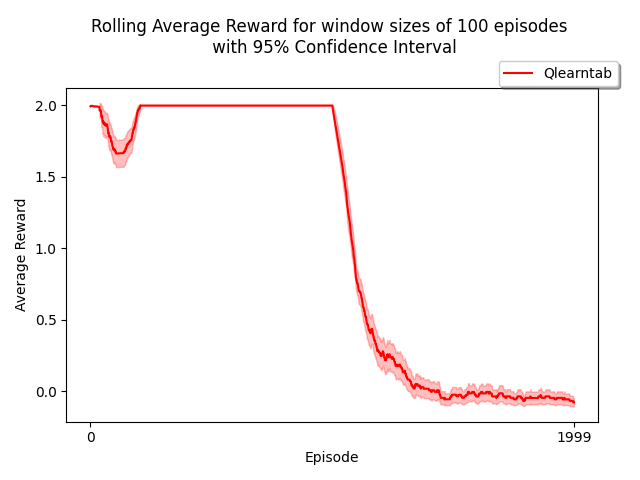 Rolling Average Reward for window sizes of 100 episodes
with 95% Confidence Interval
Qlearntab
2.0
1.5
1.0
0.5
0.0
Average Reward
0
1999
Episode